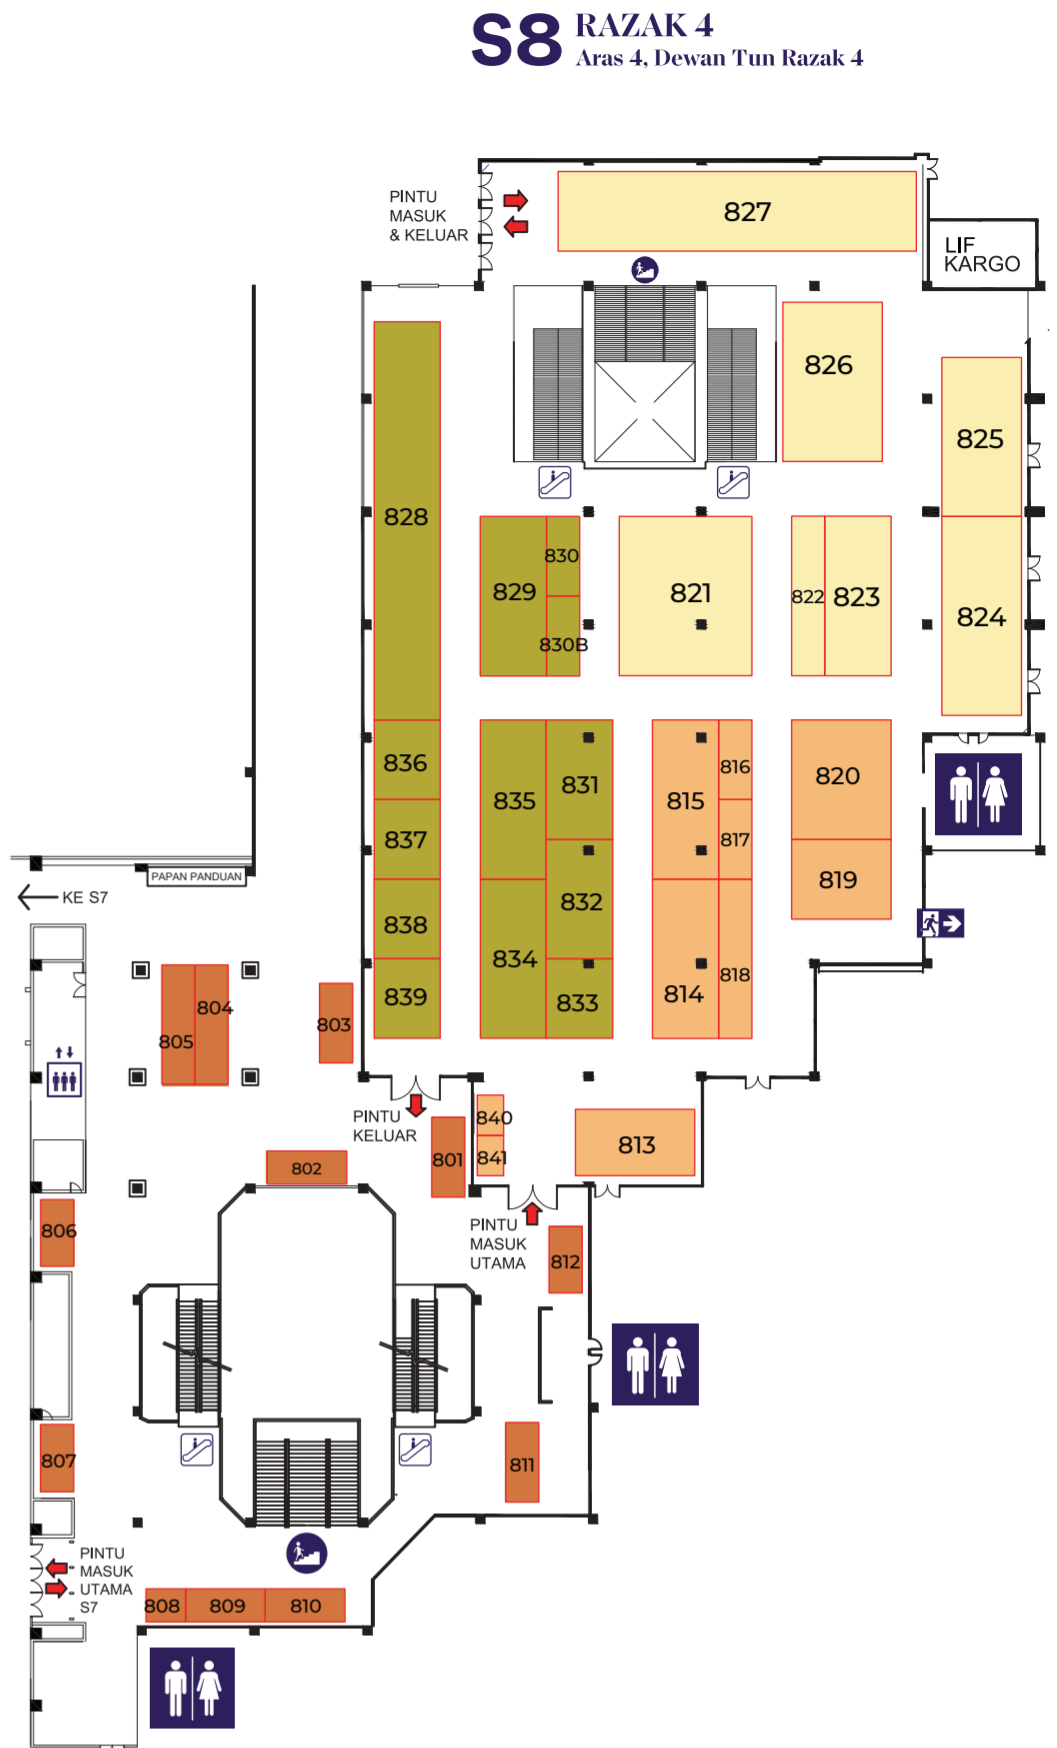 S8 RAZAK 4
Aras 4, Dewan Tun Razak 4
PINTU
MASUK
& KELUAR
827
LIF
KARGO
826
825
828
829
830
830B
821
822
823
824
836
837
838
839
835
831
832
834
833
815
816
817
814
818
820
819
PAPAN PANDUAN
KE S7
804
805
803
PINTU
KELUAR
801
802
840
841
813
PINTU
MASUK
UTAMA
812
806
807
811
PINTU
MASUK
UTAMA
S7
808
809
810